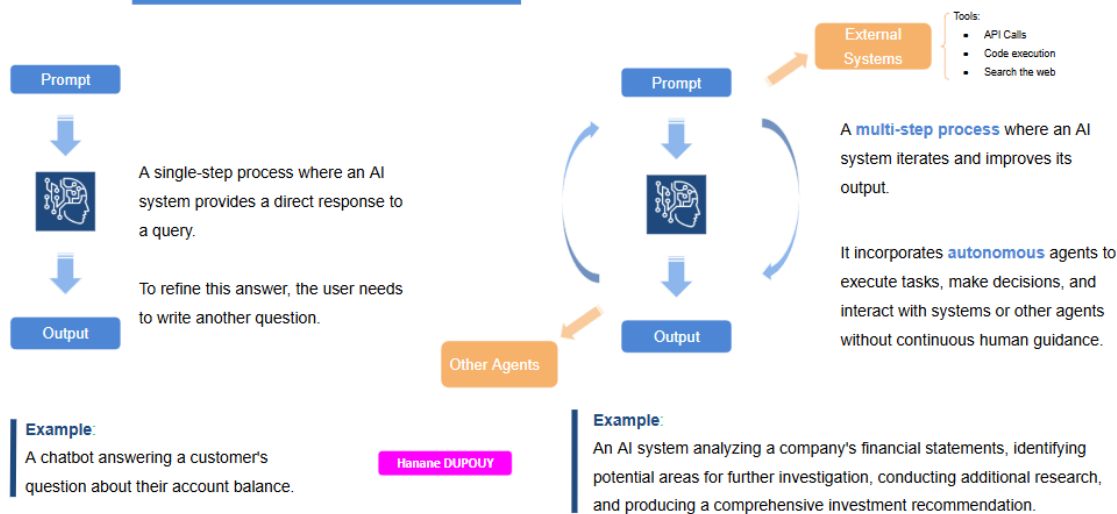 Prompt
A single-step process where an AI
system provides a direct response to
a query.
To refine this answer, the user needs
to write another question.
Output
Example:
A chatbot answering a customer's
question about their account balance.
Hanane DUPOUY
External
Systems
Tools:
• API Calls
• Code execution
• Search the web
Prompt
A multi-step process where an AI
system iterates and improves its
output.
It incorporates autonomous agents to
execute tasks, make decisions, and
interact with systems or other agents
without continuous human guidance.
Output
Other Agents
Example:
An AI system analyzing a company's financial statements, identifying
potential areas for further investigation, conducting additional research,
and producing a comprehensive investment recommendation.